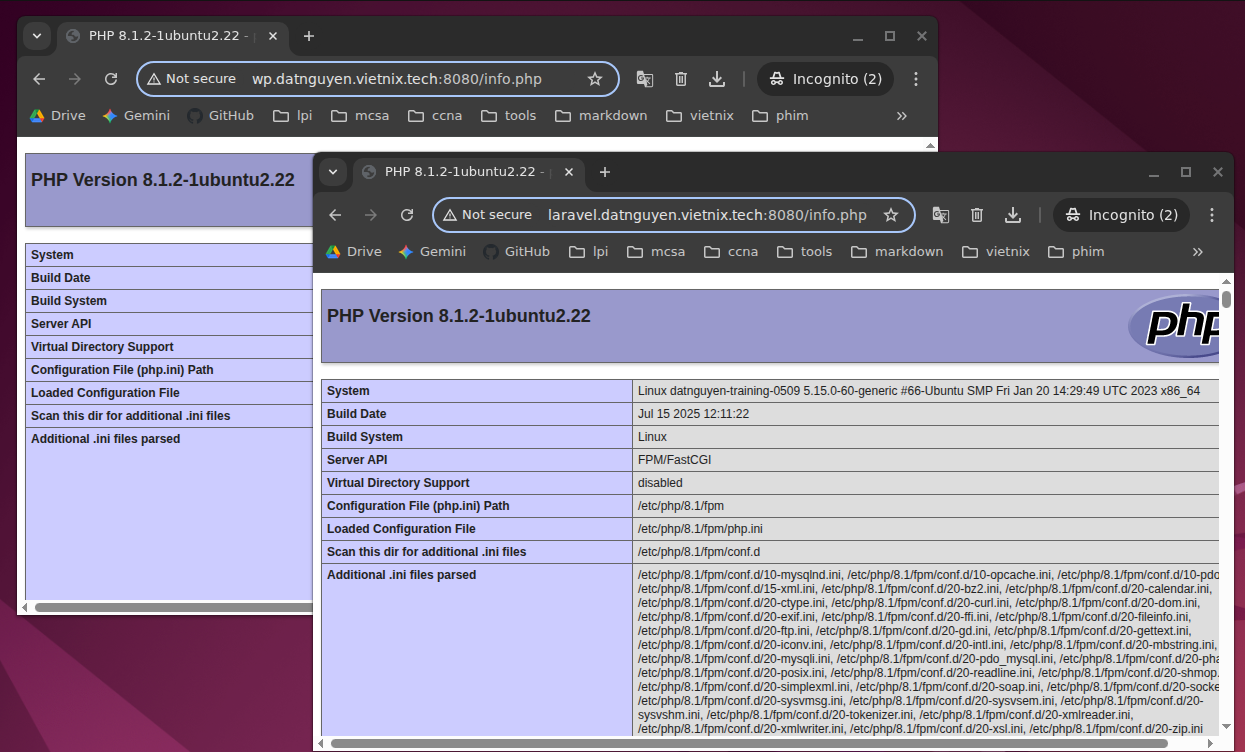 PHP 8.1.2-1ubuntu2.22 -
Not secure wp.datnguyen.vietnix.tech:8080/info.php
Incognito (2)
Drive Gemini GitHub lpi mcsa ccna tools markdown vietnix phim
PHP Version 8.1.2-1ubuntu2.22
System
Build Date
Build System
Server API
Virtual Directory Support
Configuration File (php.ini) Path
Loaded Configuration File
Scan this dir for additional .ini files
Additional .ini files parsed
PHP 8.1.2-1ubuntu2.22 -
Not secure laravel.datnguyen.vietnix.tech:8080/info.php
Incognito (2)
Drive Gemini GitHub lpi mcsa ccna tools markdown vietnix phim
PHP Version 8.1.2-1ubuntu2.22
php
System Linux datnguyen-training-0509 5.15.0-60-generic #66-Ubuntu SMP Fri Jan 20 14:29:49 UTC 2023 x86_64
Build Date Jul 15 2025 12:11:22
Build System Linux
Server API FPM/FastCGI
Virtual Directory Support disabled
Configuration File (php.ini) Path /etc/php/8.1/fpm
Loaded Configuration File /etc/php/8.1/fpm/php.ini
Scan this dir for additional .ini files /etc/php/8.1/fpm/conf.d
Additional .ini files parsed /etc/php/8.1/fpm/conf.d/10-mysqlnd.ini, /etc/php/8.1/fpm/conf.d/10-opcache.ini, /etc/php/8.1/fpm/conf.d/10-pdo
/etc/php/8.1/fpm/conf.d/15-xml.ini, /etc/php/8.1/fpm/conf.d/20-bz2.ini, /etc/php/8.1/fpm/conf.d/20-calendar.ini,
/etc/php/8.1/fpm/conf.d/20-ctype.ini, /etc/php/8.1/fpm/conf.d/20-curl.ini, /etc/php/8.1/fpm/conf.d/20-dom.ini,
/etc/php/8.1/fpm/conf.d/20-exif.ini, /etc/php/8.1/fpm/conf.d/20-ffi.ini, /etc/php/8.1/fpm/conf.d/20-fileinfo.ini,
/etc/php/8.1/fpm/conf.d/20-ftp.ini, /etc/php/8.1/fpm/conf.d/20-gd.ini, /etc/php/8.1/fpm/conf.d/20-gettext.ini,
/etc/php/8.1/fpm/conf.d/20-iconv.ini, /etc/php/8.1/fpm/conf.d/20-intl.ini, /etc/php/8.1/fpm/conf.d/20-mbstring.ini,
/etc/php/8.1/fpm/conf.d/20-mysqli.ini, /etc/php/8.1/fpm/conf.d/20-pdo_mysql.ini, /etc/php/8.1/fpm/conf.d/20-pha
/etc/php/8.1/fpm/conf.d/20-posix.ini, /etc/php/8.1/fpm/conf.d/20-readline.ini, /etc/php/8.1/fpm/conf.d/20-shmop.
/etc/php/8.1/fpm/conf.d/20-simplexml.ini, /etc/php/8.1/fpm/conf.d/20-soap.ini, /etc/php/8.1/fpm/conf.d/20-socke
/etc/php/8.1/fpm/conf.d/20-sysvmsg.ini, /etc/php/8.1/fpm/conf.d/20-sysvsem.ini, /etc/php/8.1/fpm/conf.d/20-
sysvshm.ini, /etc/php/8.1/fpm/conf.d/20-tokenizer.ini, /etc/php/8.1/fpm/conf.d/20-xmlreader.ini,
/etc/php/8.1/fpm/conf.d/20-xmlwriter.ini, /etc/php/8.1/fpm/conf.d/20-xsl.ini, /etc/php/8.1/fpm/conf.d/20-zip.ini